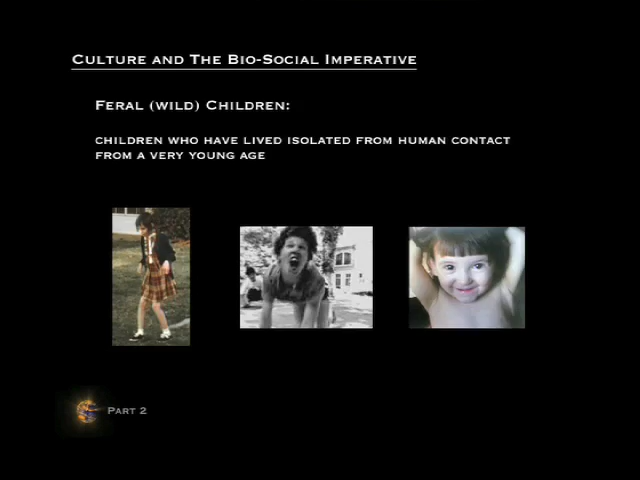 Culture and The Bio-Social Imperative
Feral (wild) Children:
children who have lived isolated from human contact
from a very young age
Part 2